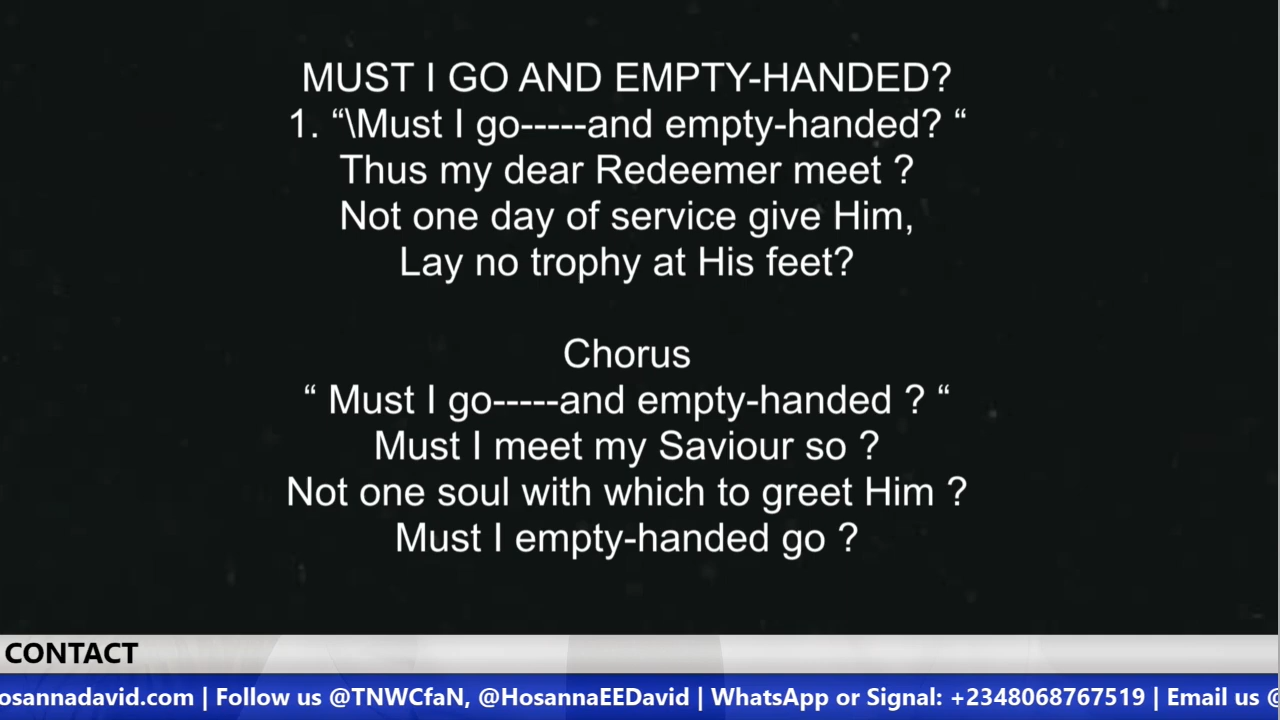 MUST I GO AND EMPTY-HANDED?
1. “\Must I go-----and empty-handed? “
Thus my dear Redeemer meet ?
Not one day of service give Him,
Lay no trophy at His feet?
Chorus
“ Must I go-----and empty-handed ? “
Must I meet my Saviour so ?
Not one soul with which to greet Him ?
Must I empty-handed go ?
CONTACT
osannadavid.com | Follow us @TNWCfaN, @HosannaEEDavid | WhatsApp or Signal: +2348068767519 | Email us @